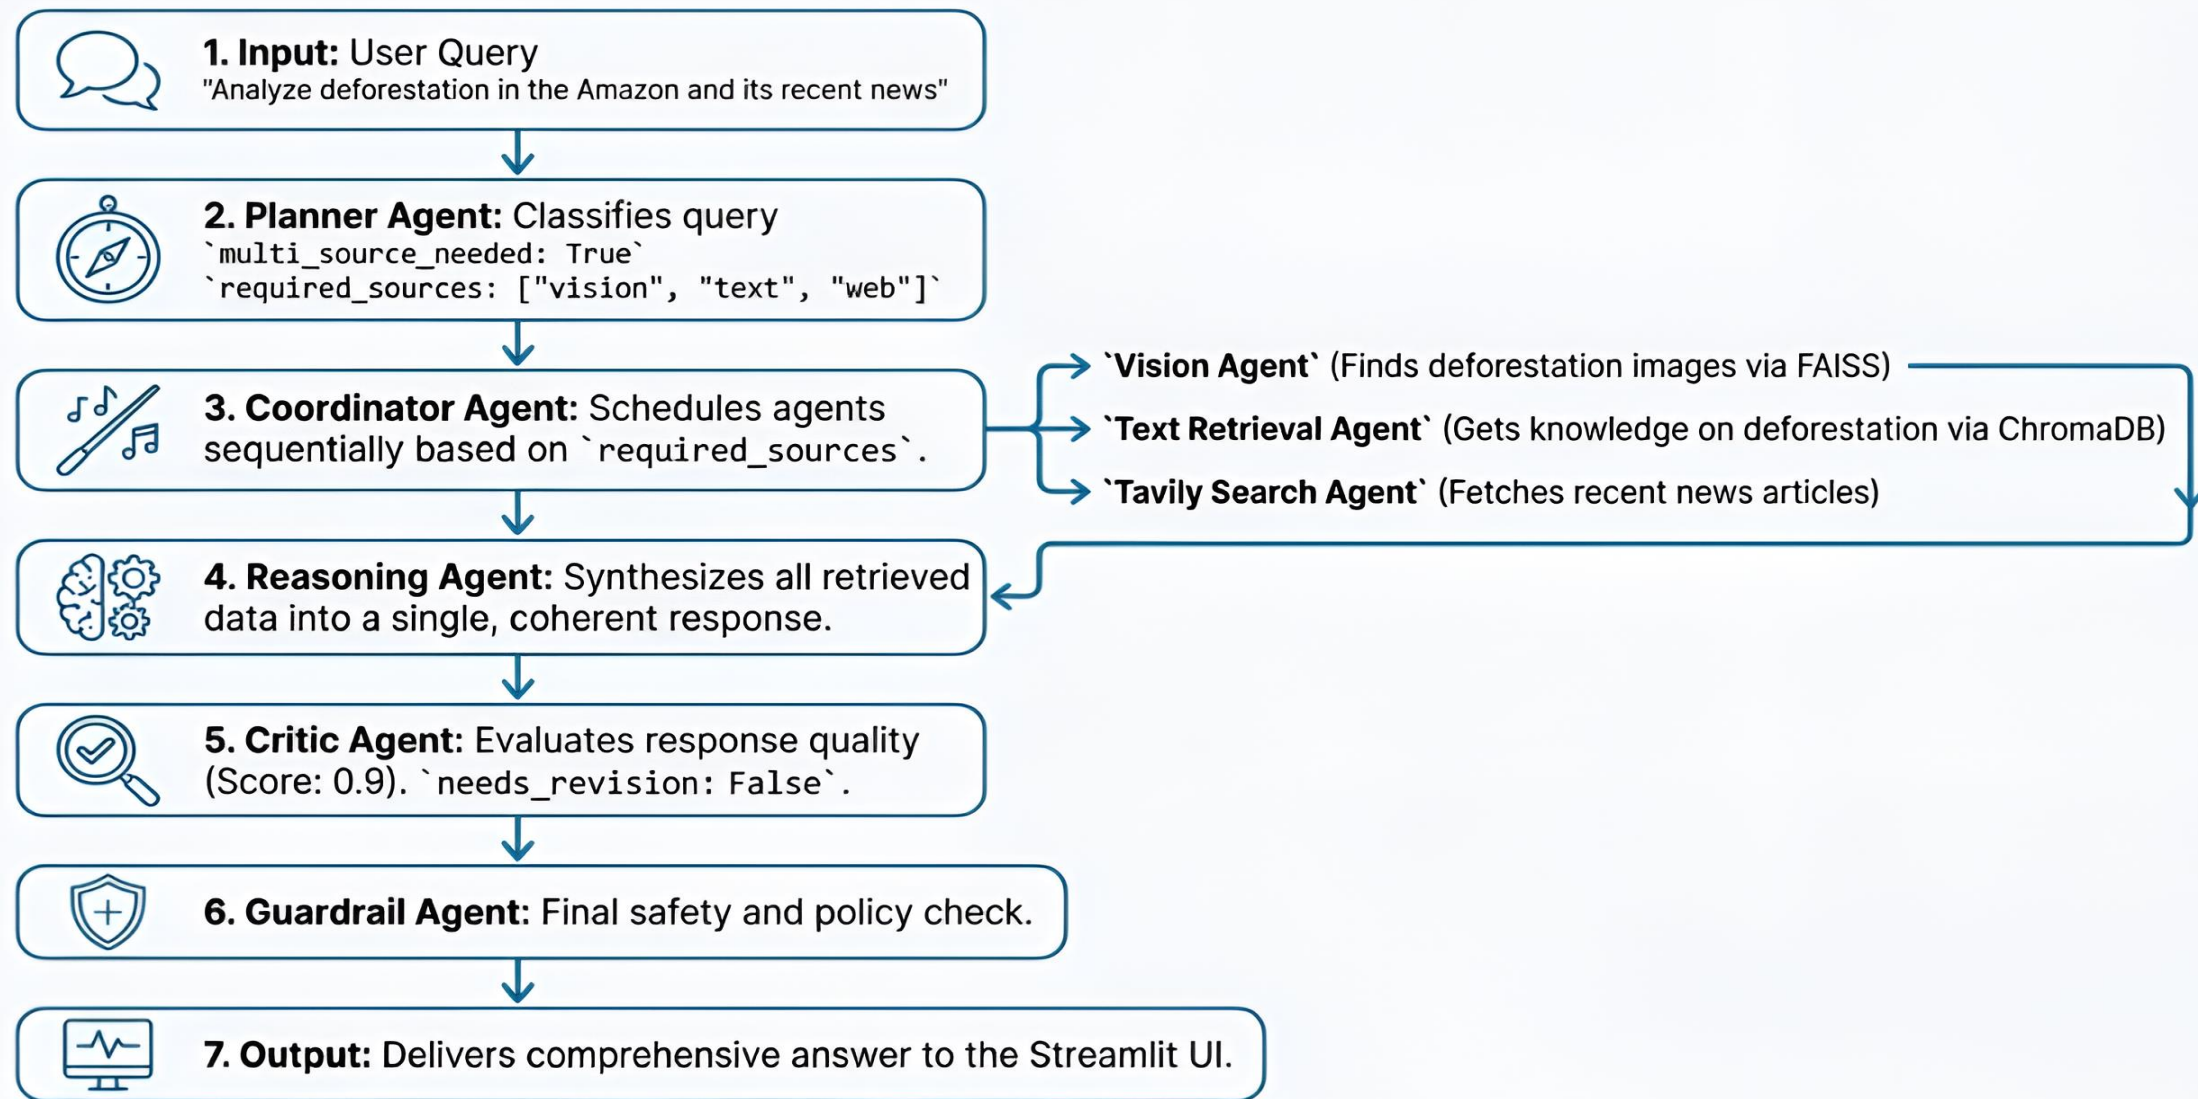 1. Input: User Query
"Analyze deforestation in the Amazon and its recent news"
2. Planner Agent: Classifies query
`multi_source_needed: True`
`required_sources: ["vision", "text", "web"]`
3. Coordinator Agent: Schedules agents
sequentially based on `required_sources`.
`Vision Agent` (Finds deforestation images via FAISS)
`Text Retrieval Agent` (Gets knowledge on deforestation via ChromaDB)
`Tavily Search Agent` (Fetches recent news articles)
4. Reasoning Agent: Synthesizes all retrieved
data into a single, coherent response.
5. Critic Agent: Evaluates response quality
(Score: 0.9). `needs_revision: False`.
6. Guardrail Agent: Final safety and policy check.
7. Output: Delivers comprehensive answer to the Streamlit UI.